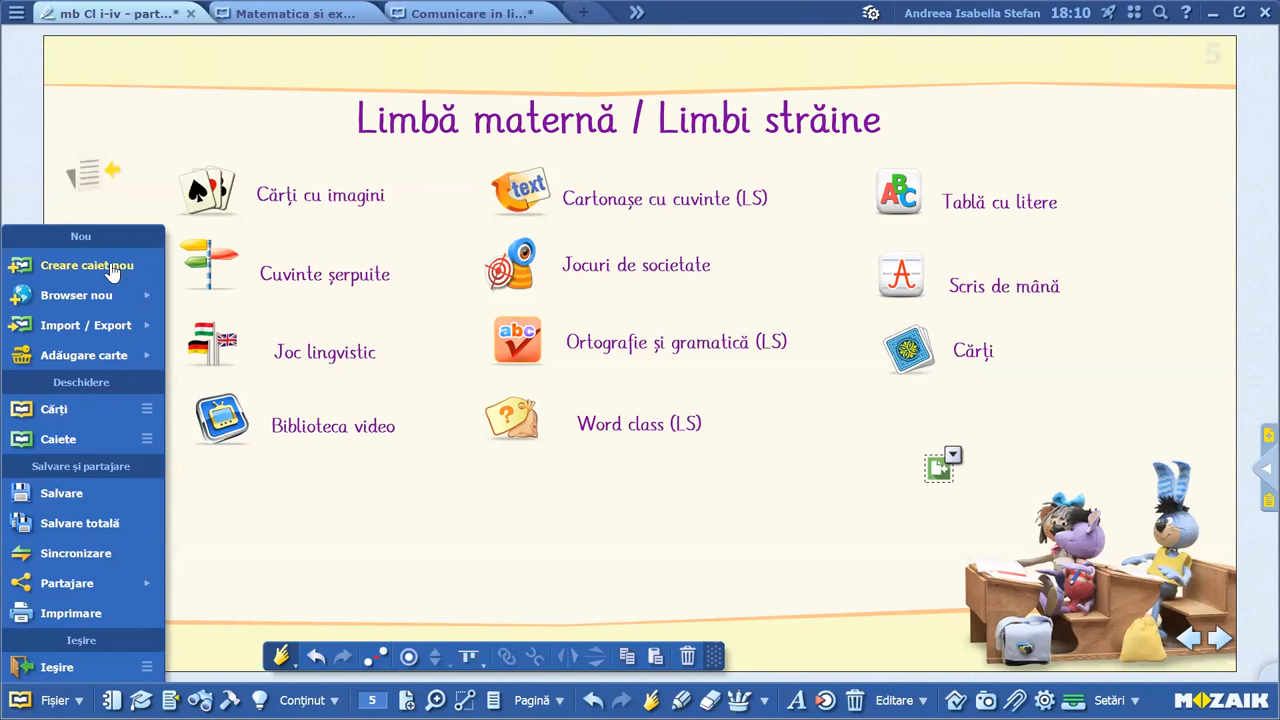 mb Cl i-iv - part...*
Matematica si ex...
Comunicare in li...*
Andreea Isabella Stefan
18:10
5
Limbă maternă / Limbi străine
Cărți cu imagini
text
Cartonașe cu cuvinte (LS)
ABC
Tablă cu litere
Cuvinte șerpuite
Jocuri de societate
A
Scris de mână
Joc lingvistic
abc
Ortografie și gramatică (LS)
Cărți
Biblioteca video
?
Word class (LS)
Nou
Creare caiet nou
Browser nou
Import / Export
Adăugare carte
Deschidere
Cărți
Caiete
Salvare și partajare
Salvare
Salvare totală
Sincronizare
Partajare
Imprimare
Ieșire
Ieșire
Fișier
Conținut
5
Pagină
Editare
Setări
MOZAIK